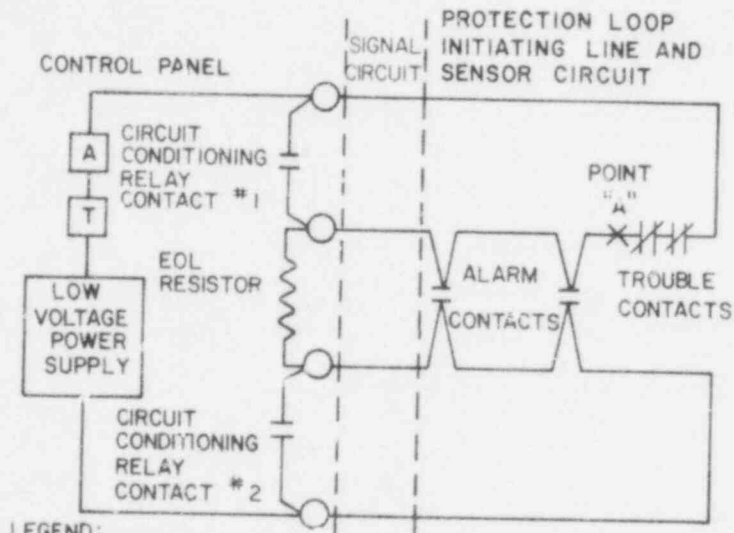 PROTECTION LOOP
INITIATING LINE AND
SENSOR CIRCUIT
SIGNAL
CIRCUIT
CONTROL PANEL
A
T
CIRCUIT
CONDITIONING
RELAY
CONTACT #1
POINT
"A"
EOL
RESISTOR
LOW
VOLTAGE
POWER
SUPPLY
ALARM
CONTACTS
TROUBLE
CONTACTS
CIRCUIT
CONDITIONING
RELAY
CONTACT #2
LEGEND: